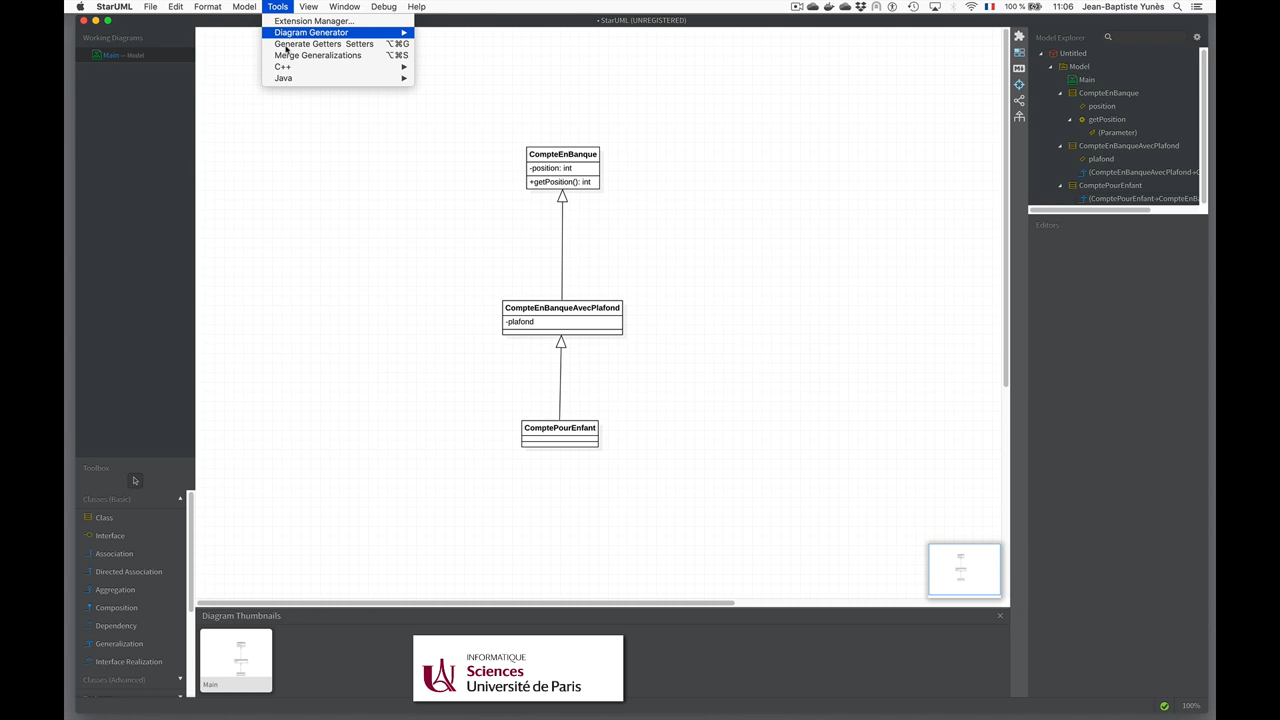 StarUML File Edit Format Model Tools View Window Debug Help 100 % 11:06 Jean-Baptiste Yunès
• StarUML (UNREGISTERED)
Extension Manager...
Diagram Generator
Generate Getters Setters ⌥⌘G
Merge Generalizations ⌥⌘S
C++
Java
Working Diagrams
Main — Model
Toolbox
Classes (Basic)
Class
Interface
Association
Directed Association
Aggregation
Composition
Dependency
Generalization
Interface Realization
Classes (Advanced)
CompteEnBanque
-position: int
+getPosition(): int
CompteEnBanqueAvecPlafond
-plafond
ComptePourEnfant
Diagram Thumbnails
Main
INFORMATIQUE
Sciences
Université de Paris
Model Explorer
Untitled
Model
Main
CompteEnBanque
position
getPosition
(Parameter)
CompteEnBanqueAvecPlafond
plafond
(CompteEnBanqueAvecPlafond→C
ComptePourEnfant
(ComptePourEnfant→CompteEnBa
Editors
100%